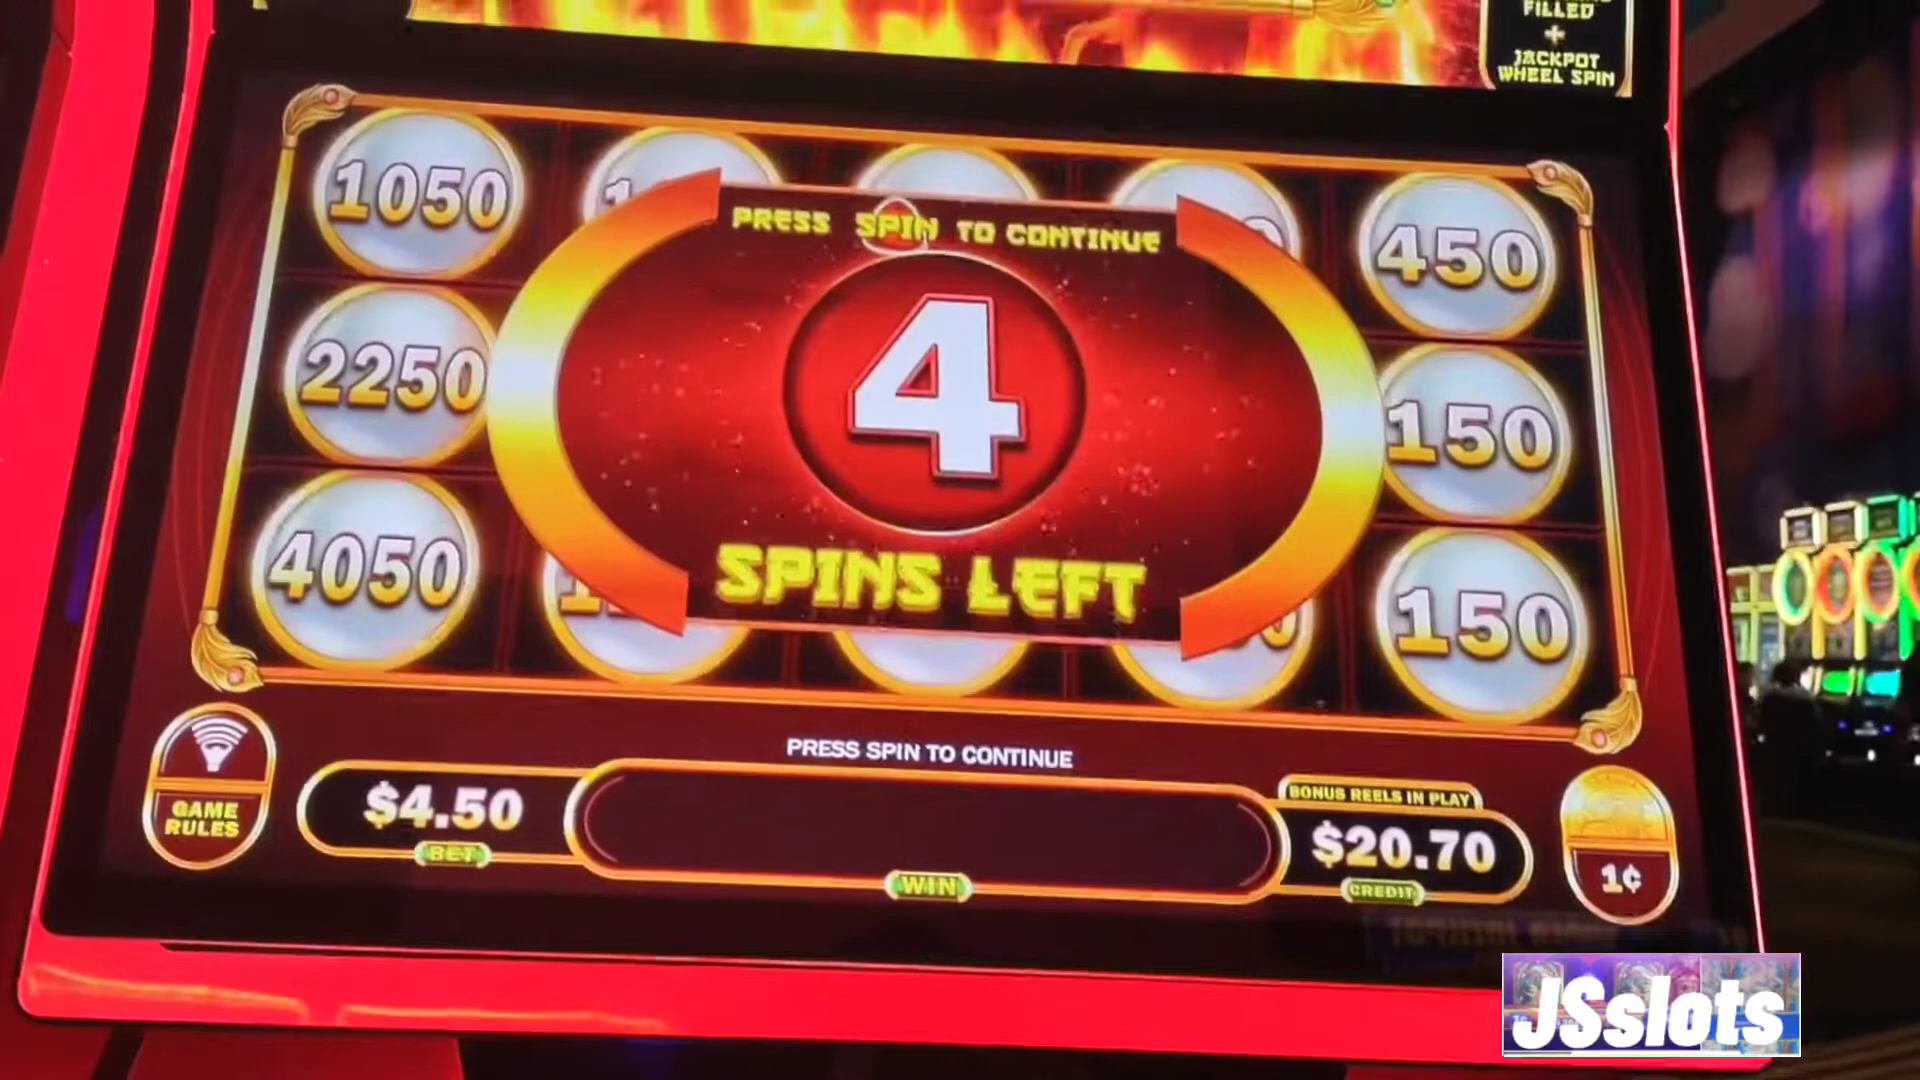 FILLED
+
JACKPOT
WHEEL SPIN
1050
450
PRESS SPIN TO CONTINUE
2250
4
150
4050
SPINS LEFT
150
PRESS SPIN TO CONTINUE
GAME
RULES
$4.50
BET
WIN
BONUS REELS IN PLAY
$20.70
CREDIT
1¢
JSslots